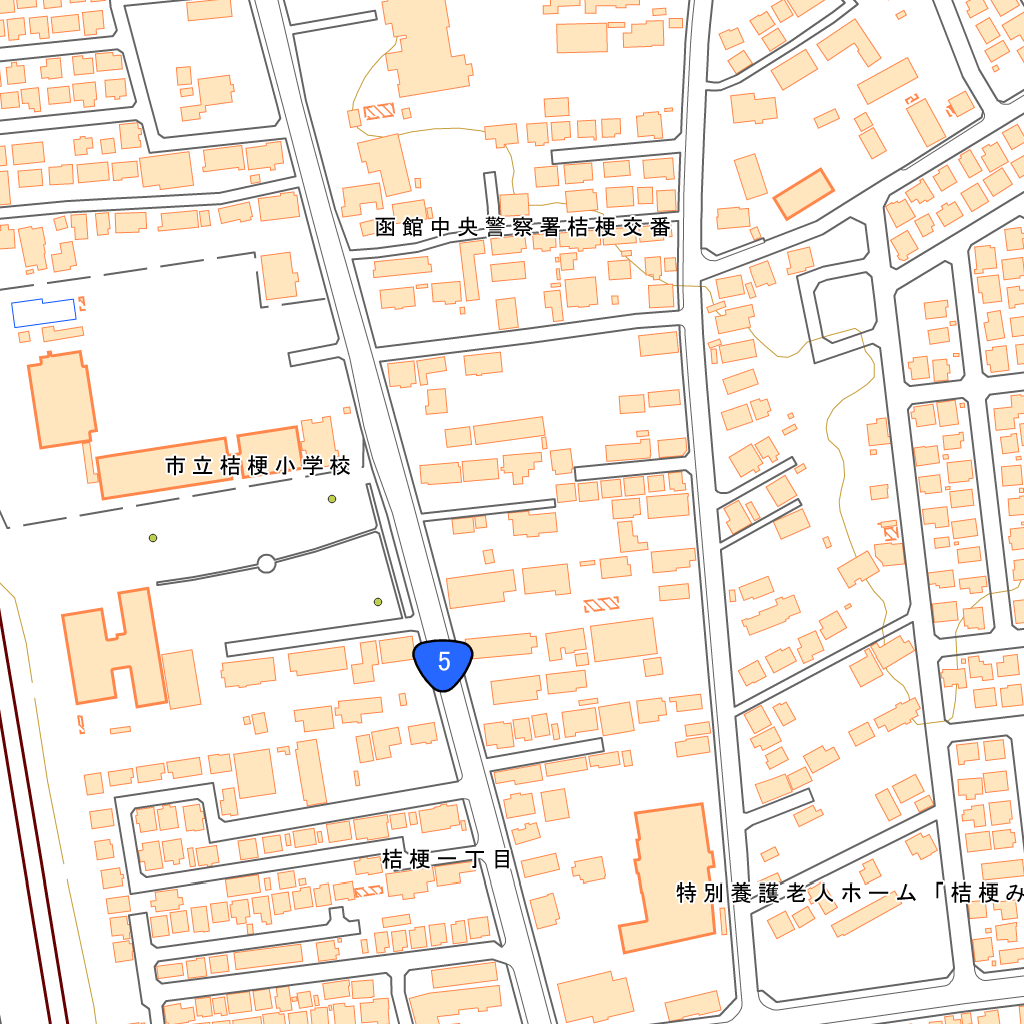 函館中央警察署桔梗交番
市立桔梗小学校
5
桔梗一丁目
特別養護老人ホーム「桔梗み